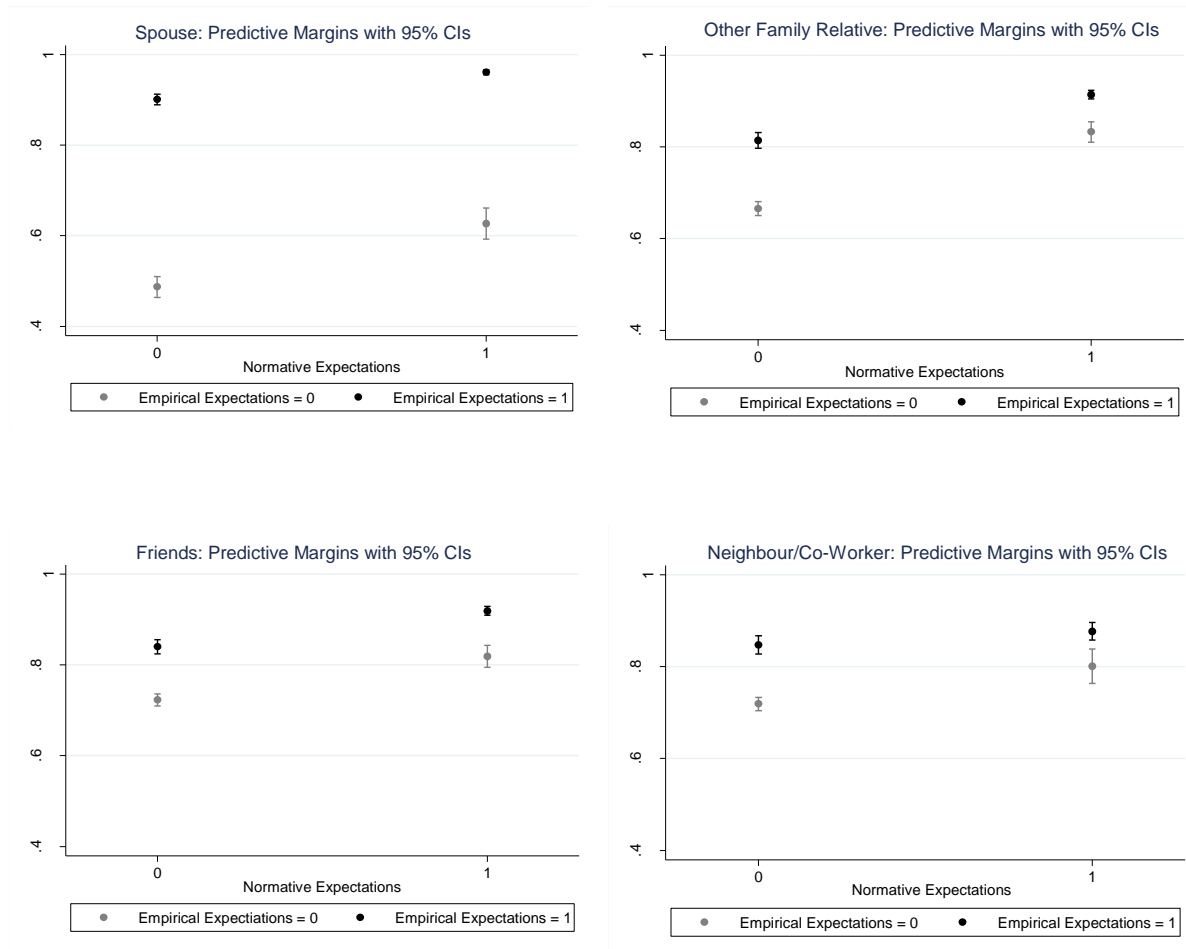 Spouse: Predictive Margins with 95% CIs
1
.8
.6
.4
0
1
Normative Expectations
Empirical Expectations = 0
Empirical Expectations = 1
Other Family Relative: Predictive Margins with 95% CIs
1
.8
.6
.4
0
1
Normative Expectations
Empirical Expectations = 0
Empirical Expectations = 1
Friends: Predictive Margins with 95% CIs
1
.8
.6
.4
0
1
Normative Expectations
Empirical Expectations = 0
Empirical Expectations = 1
Neighbour/Co-Worker: Predictive Margins with 95% CIs
1
.8
.6
.4
0
1
Normative Expectations
Empirical Expectations = 0
Empirical Expectations = 1